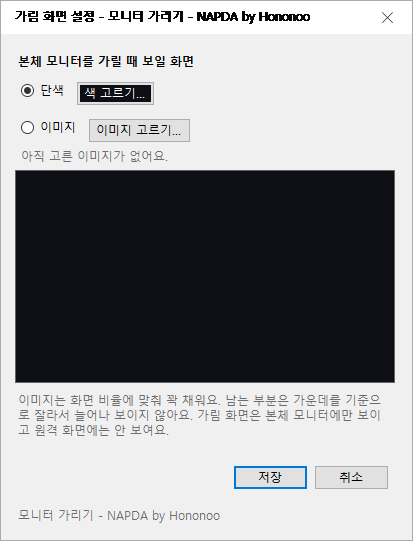 가림 화면 설정 - 모니터 가리기 - NAPDA by Hononoo
본체 모니터를 가릴 때 보일 화면
단색
색 고르기...
이미지
이미지 고르기...
아직 고른 이미지가 없어요.
이미지는 화면 비율에 맞춰 꽉 채워요. 남는 부분은 가운데를 기준으
로 잘라서 늘어나 보이지 않아요. 가림 화면은 본체 모니터에만 보이
고 원격 화면에는 안 보여요.
저장
취소
모니터 가리기 - NAPDA by Hononoo